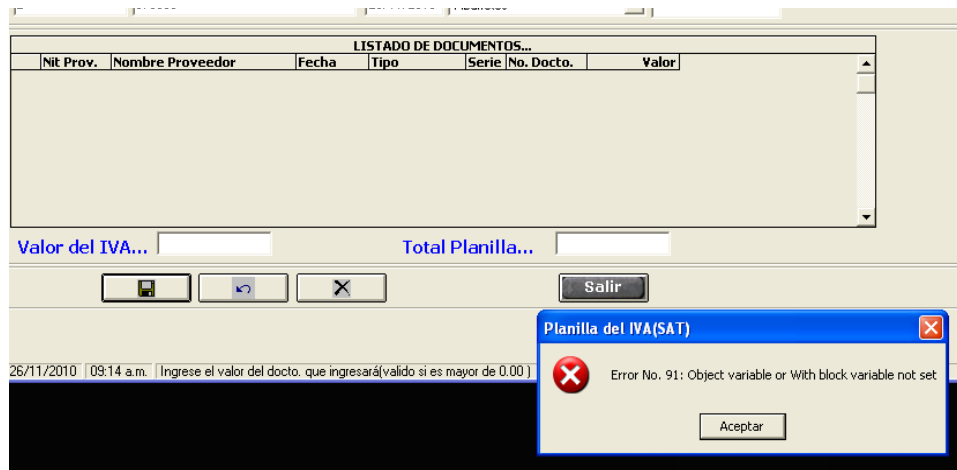 LISTADO DE DOCUMENTOS...
Nit Prov. Nombre Proveedor Fecha Tipo Serie No. Docto. Valor
Valor del IVA... Total Planilla...
Salir
Planilla del IVA(SAT)
Error No. 91: Object variable or With block variable not set
Aceptar
26/11/2010 09:14 a.m. Ingrese el valor del docto. que ingresará(valido si es mayor de 0.00 )